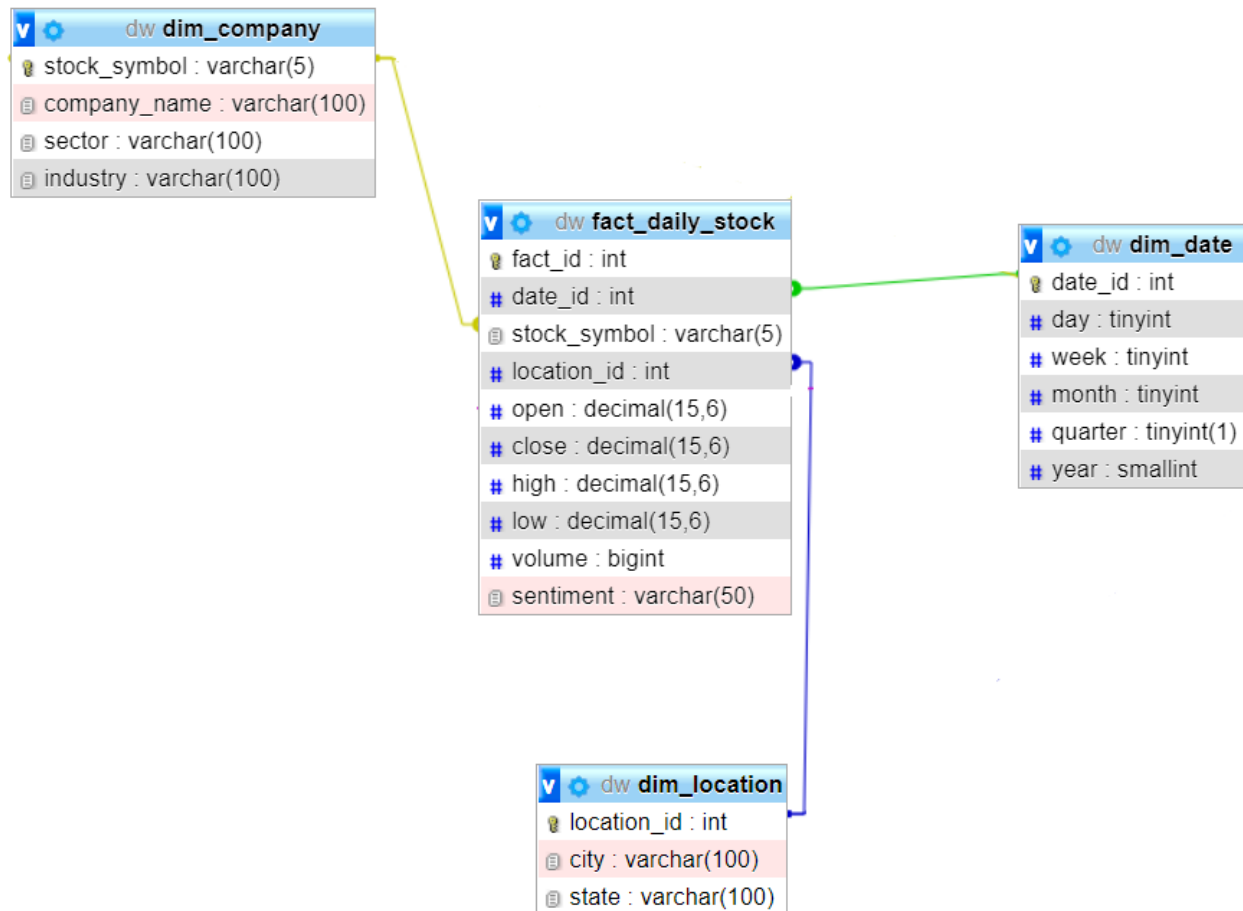 v dw dim_company
stock_symbol : varchar(5)
company_name : varchar(100)
sector : varchar(100)
industry : varchar(100)
v dw fact_daily_stock
fact_id : int
# date_id : int
stock_symbol : varchar(5)
# location_id : int
# open : decimal(15,6)
# close : decimal(15,6)
# high : decimal(15,6)
# low : decimal(15,6)
# volume : bigint
sentiment : varchar(50)
v dw dim_date
date_id : int
# day : tinyint
# week : tinyint
# month : tinyint
# quarter : tinyint(1)
# year : smallint
v dw dim_location
location_id : int
city : varchar(100)
state : varchar(100)